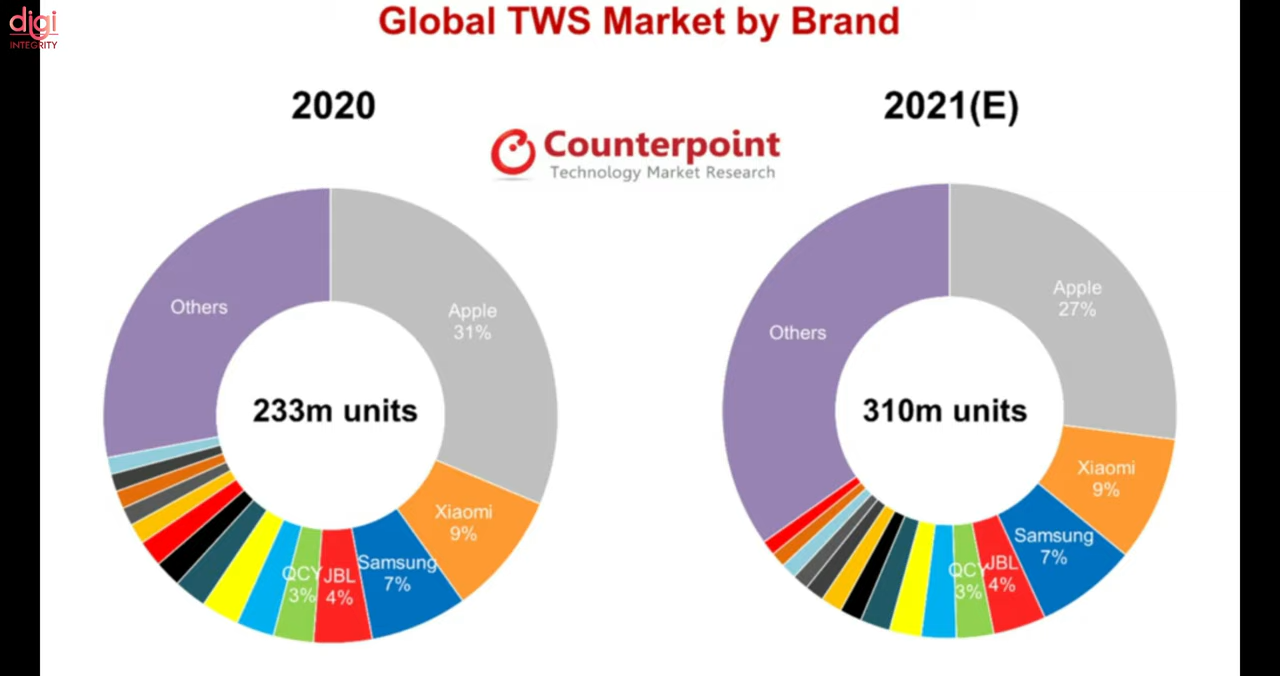 digi
INTEGRITY
Global TWS Market by Brand
2020
2021(E)
Counterpoint
Technology Market Research
Others
Apple
31%
233m units
Xiaomi
9%
Samsung
7%
JBL
4%
QCY
3%
Others
Apple
27%
310m units
Xiaomi
9%
Samsung
7%
JBL
4%
QCY
3%